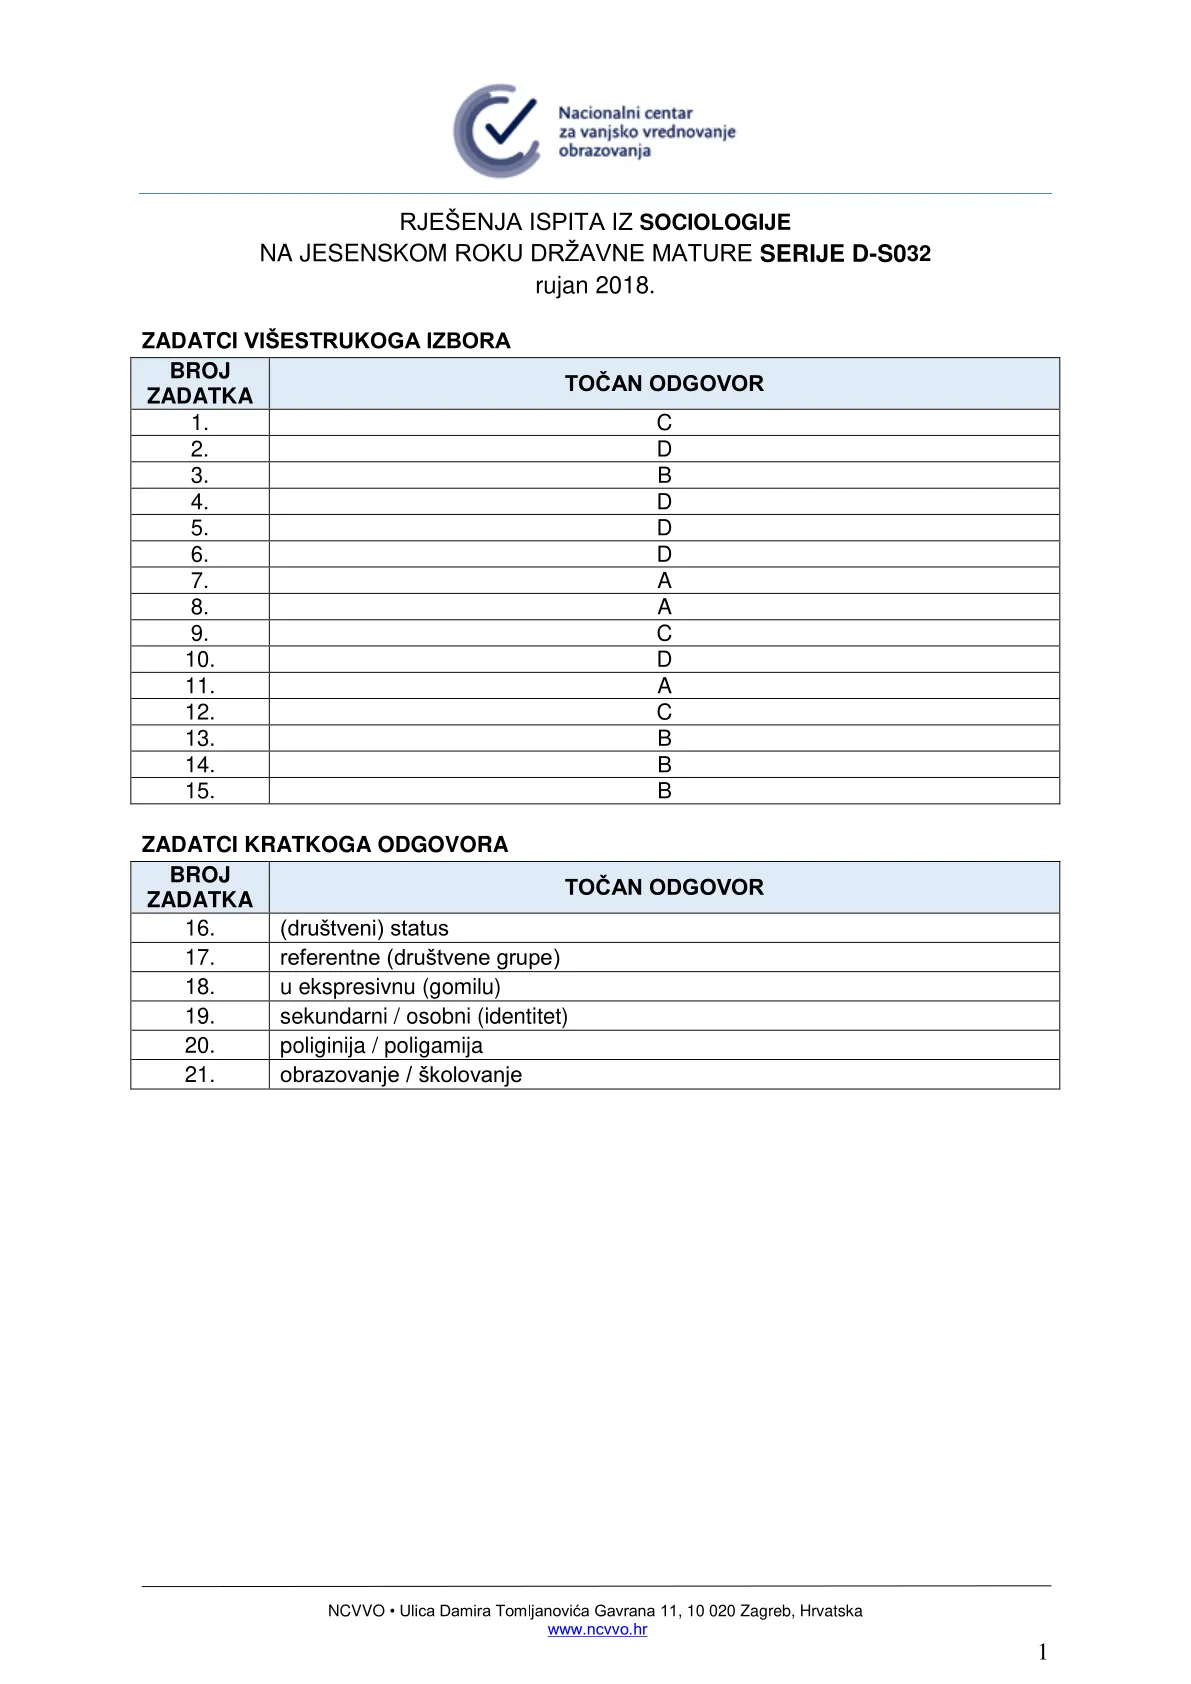 Nacionalni centar
za vanjsko vrednovanje
obrazovanja
RJEŠENJA ISPITA IZ SOCIOLOGIJE
NA JESENSKOM ROKU DRŽAVNE MATURE SERIJE D-S032
rujan 2018.
ZADATCI VIŠESTRUKOGA IZBORA
BROJ ZADATKA TOČAN ODGOVOR
1. C
2. D
3. B
4. D
5. D
6. D
7. A
8. A
9. C
10. D
11. A
12. C
13. B
14. B
15. B
ZADATCI KRATKOGA ODGOVORA
BROJ ZADATKA TOČAN ODGOVOR
16. (društveni) status
17. referentne (društvene grupe)
18. u ekspresivnu (gomilu)
19. sekundarni / osobni (identitet)
20. poliginija / poligamija
21. obrazovanje / školovanje
NCVVO • Ulica Damira Tomljanovića Gavrana 11, 10 020 Zagreb, Hrvatska
www.ncvvo.hr
1